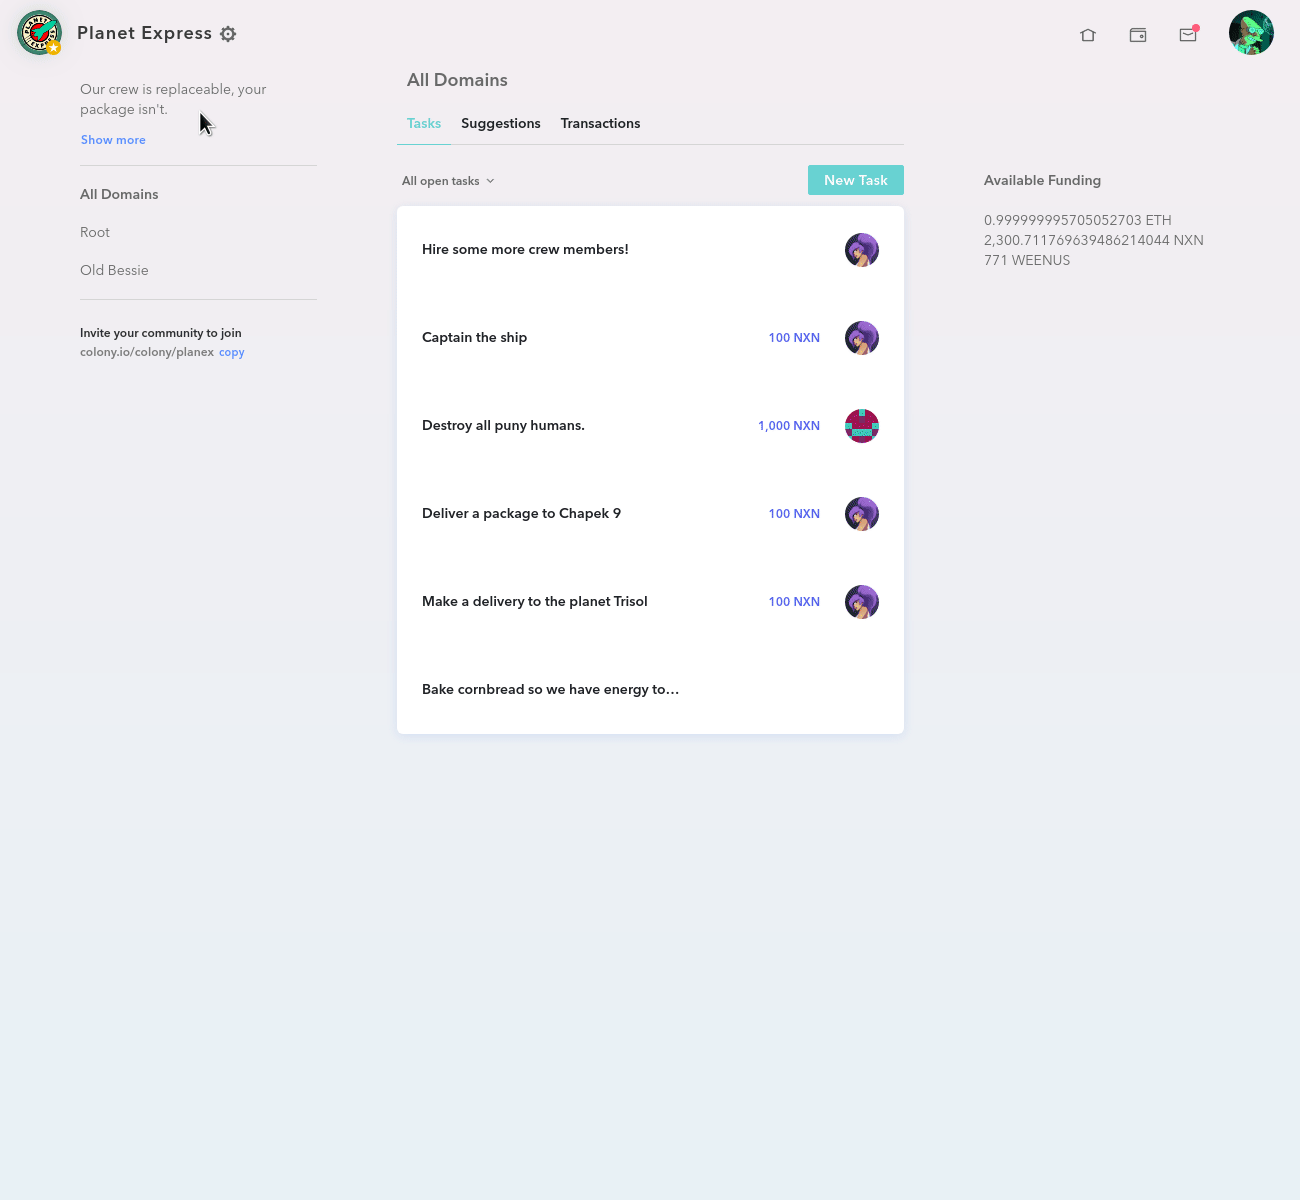 PLANET EXPRESS
Planet Express
Our crew is replaceable, your
package isn't.
Show more
All Domains
Root
Old Bessie
Invite your community to join
colony.io/colony/planex copy
All Domains
Tasks Suggestions Transactions
All open tasks New Task
Hire some more crew members!
Captain the ship 100 NXN
Destroy all puny humans. 1,000 NXN
Deliver a package to Chapek 9 100 NXN
Make a delivery to the planet Trisol 100 NXN
Bake cornbread so we have energy to…
Available Funding
0.999999995705052703 ETH
2,300.711769639486214044 NXN
771 WEENUS